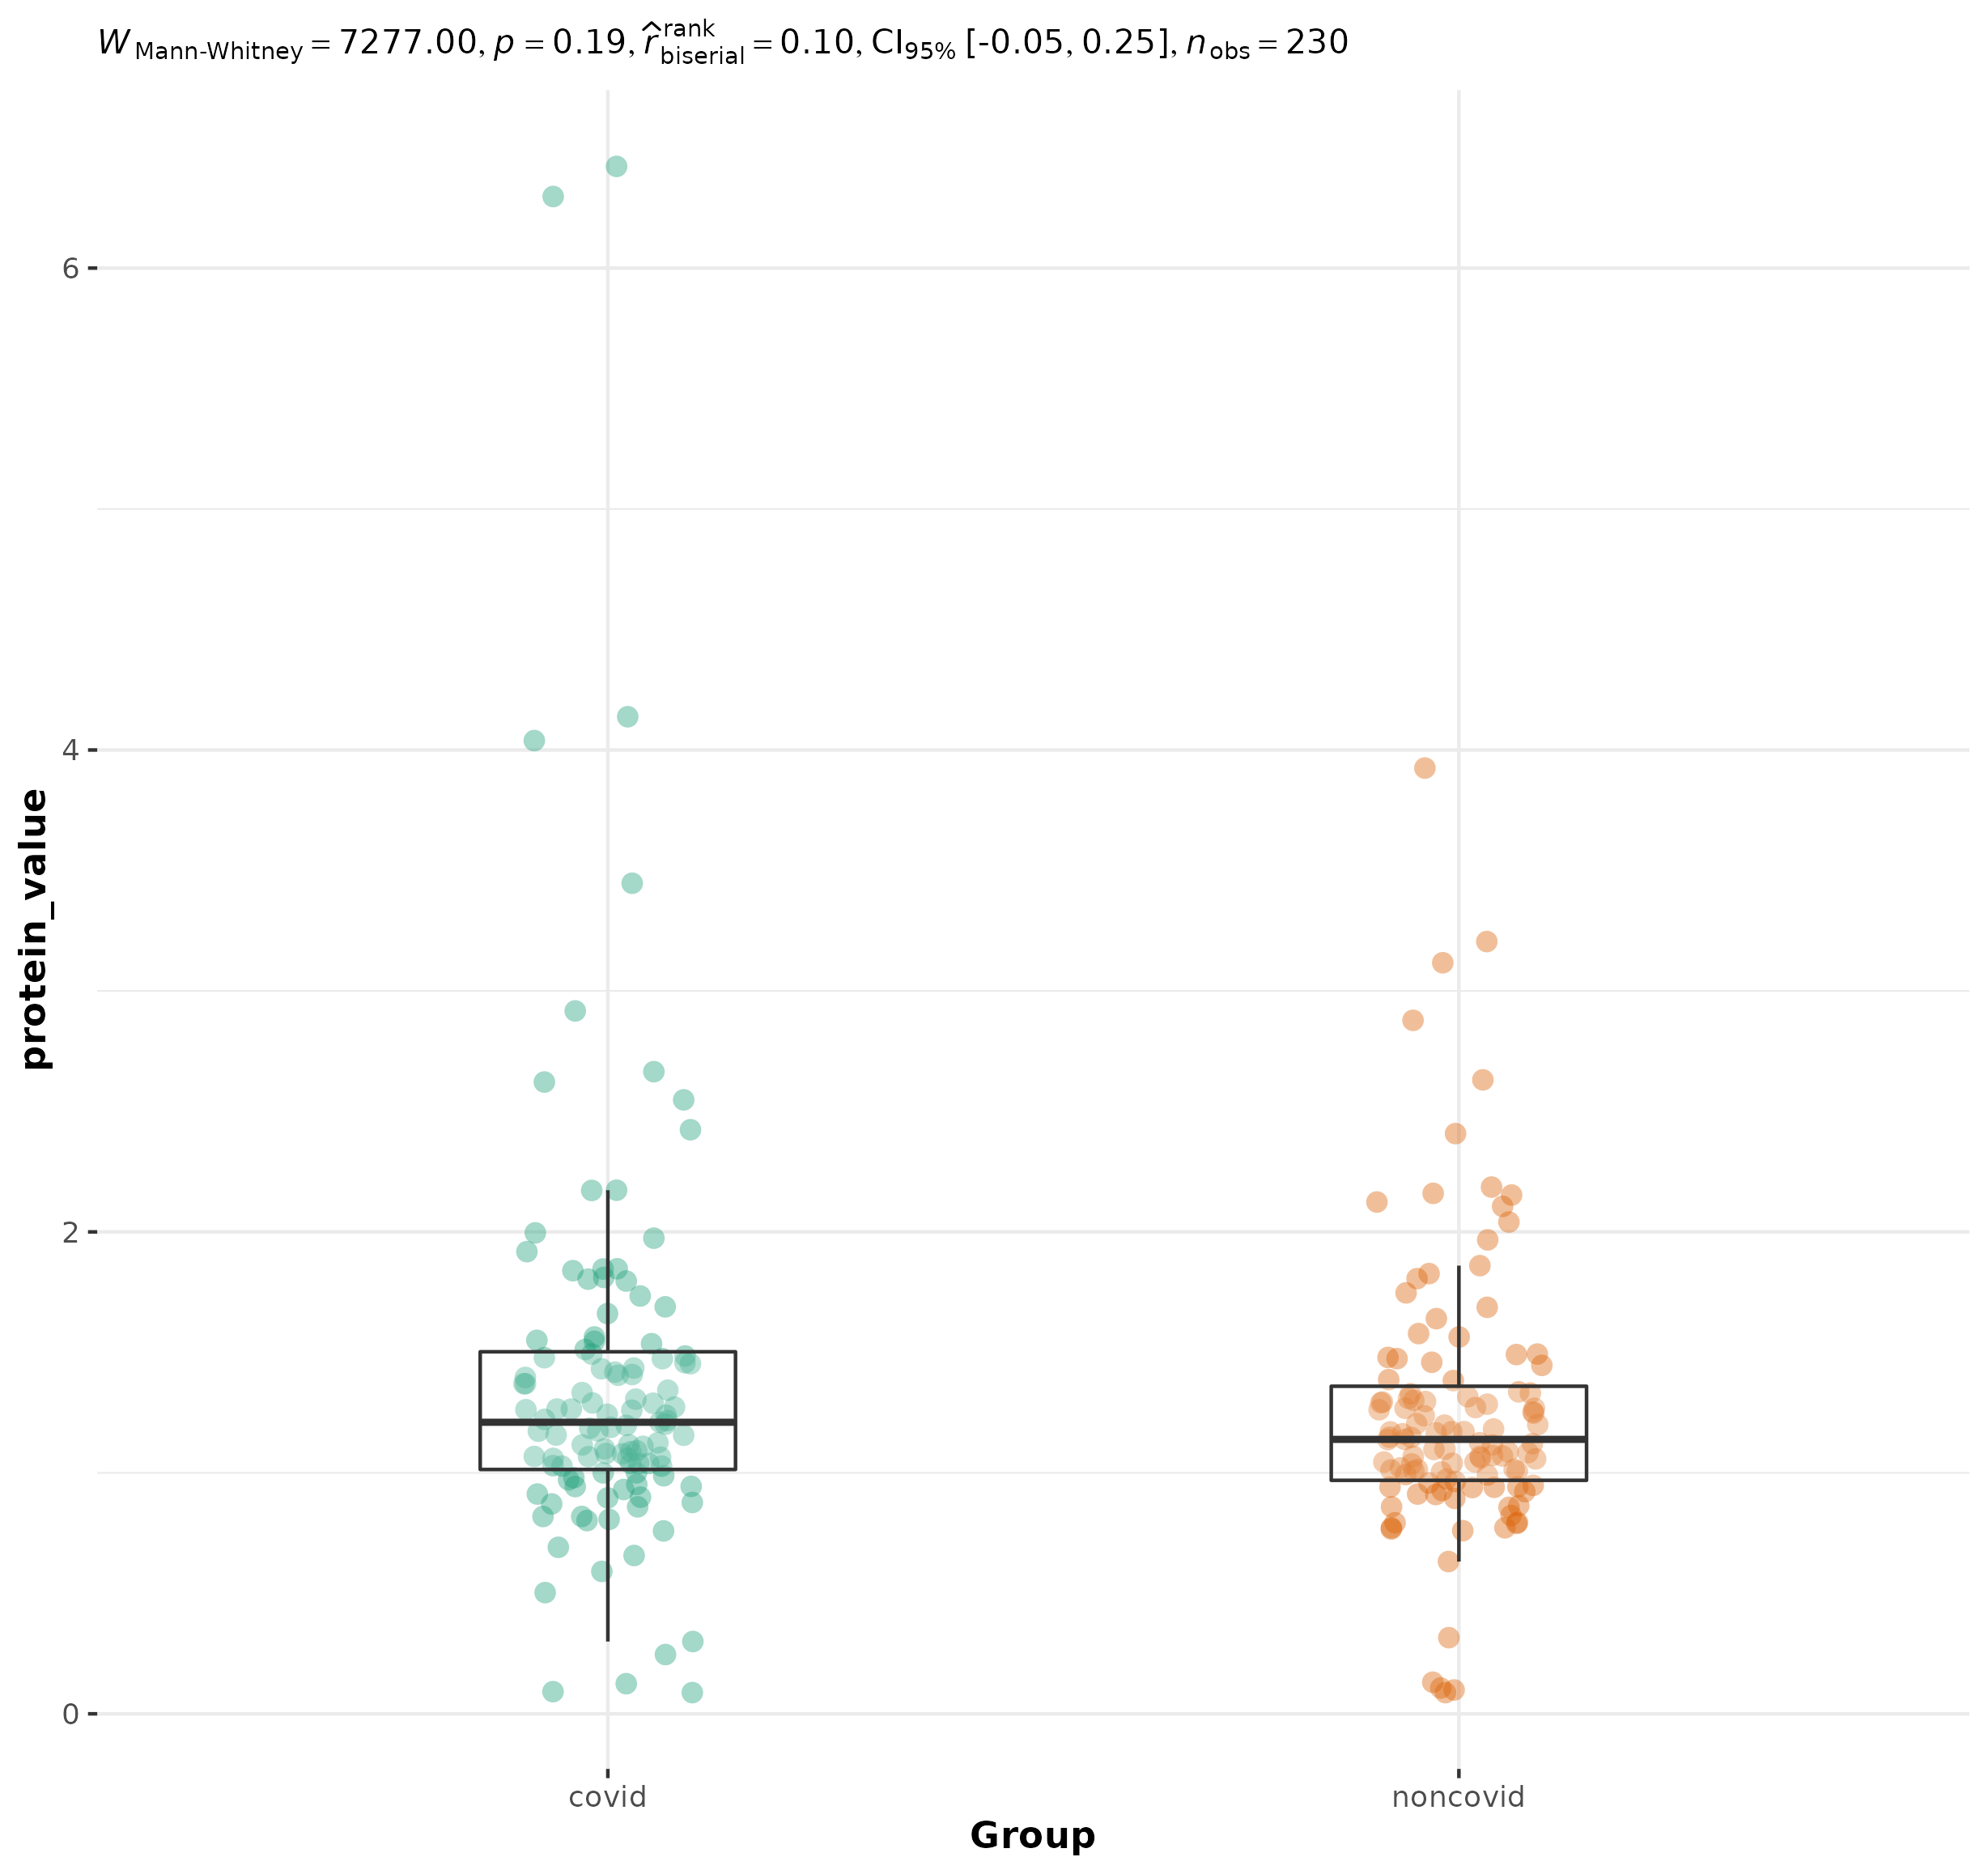 W Mann-Whitney = 7277.00, p = 0.19, r̂ rank biserial = 0.10, CI95% [-0.05, 0.25], nobs = 230
6
4
2
0
protein_value
covid
noncovid
Group